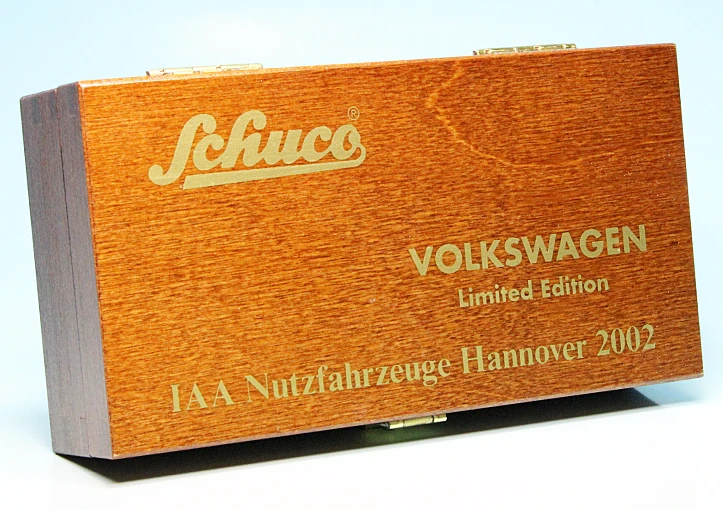 Schuco®
VOLKSWAGEN
Limited Edition
IAA Nutzfahrzeuge Hannover 2002